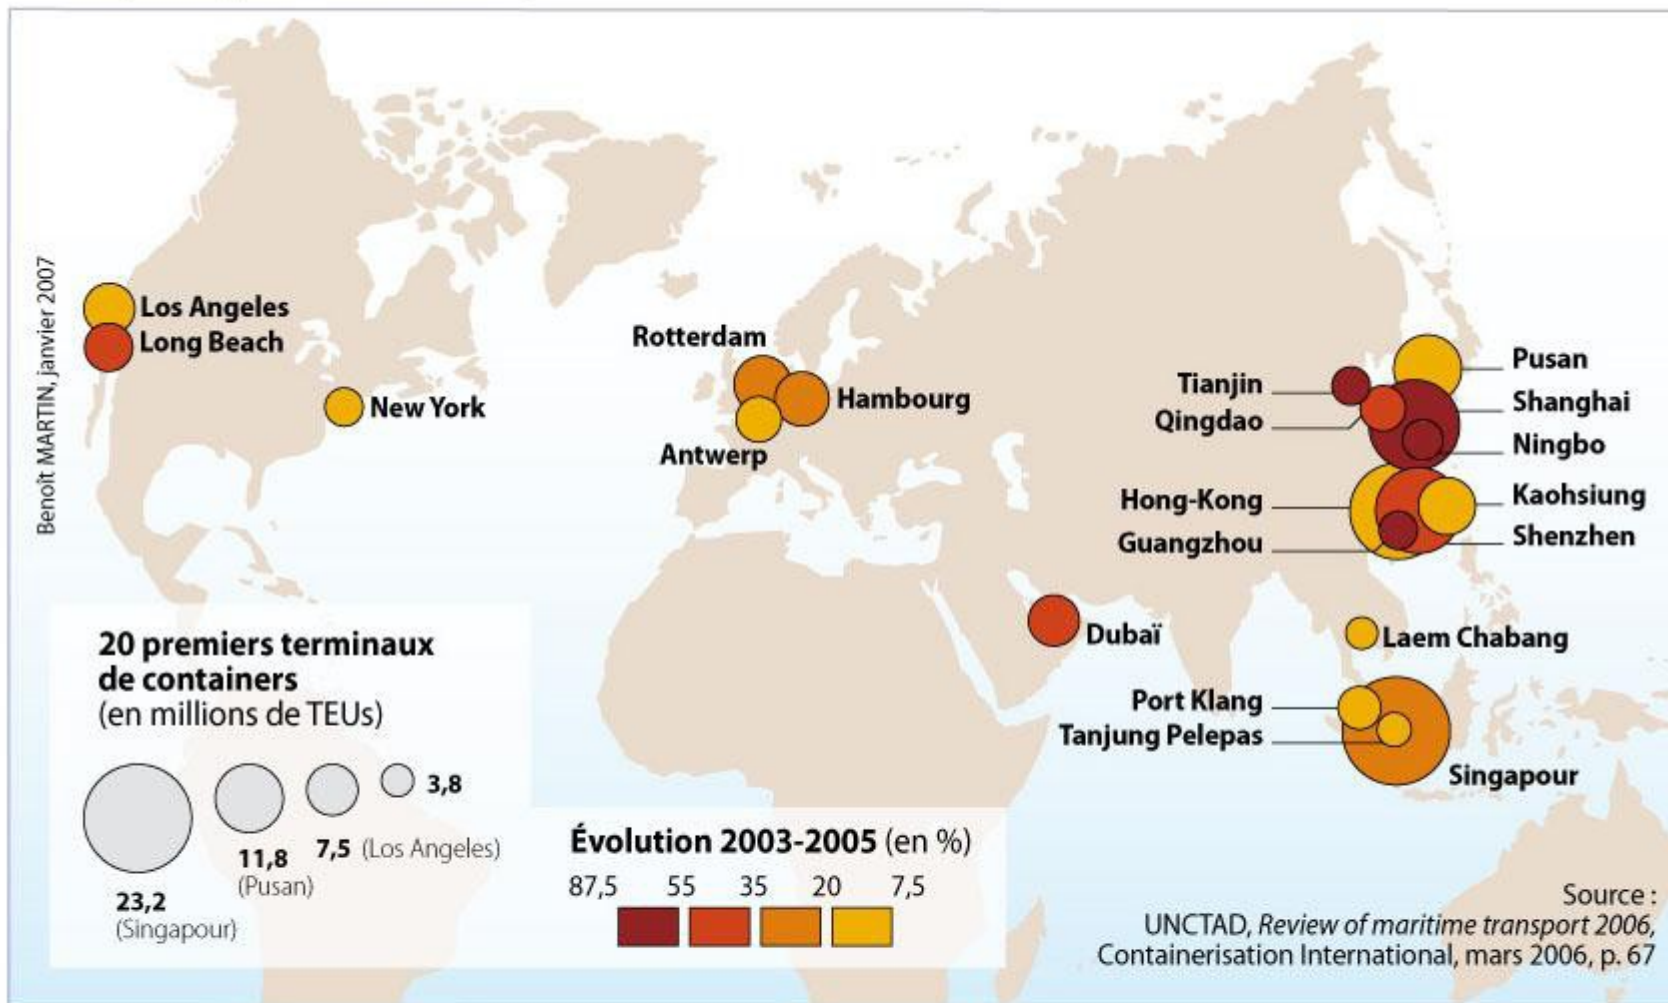 Benoît MARTIN, janvier 2007
Los Angeles
Long Beach
New York
Rotterdam
Hambourg
Antwerp
Tianjin
Qingdao
Pusan
Shanghai
Ningbo
Hong-Kong
Guangzhou
Kaohsiung
Shenzhen
Dubaï
Laem Chabang
Port Klang
Tanjung Pelepas
Singapour
20 premiers terminaux
de containers
(en millions de TEUs)
3,8
7,5 (Los Angeles)
11,8
(Pusan)
23,2
(Singapour)
Évolution 2003-2005 (en %)
87,5 55 35 20 7,5
Source :
UNCTAD, Review of maritime transport 2006,
Containerisation International, mars 2006, p. 67